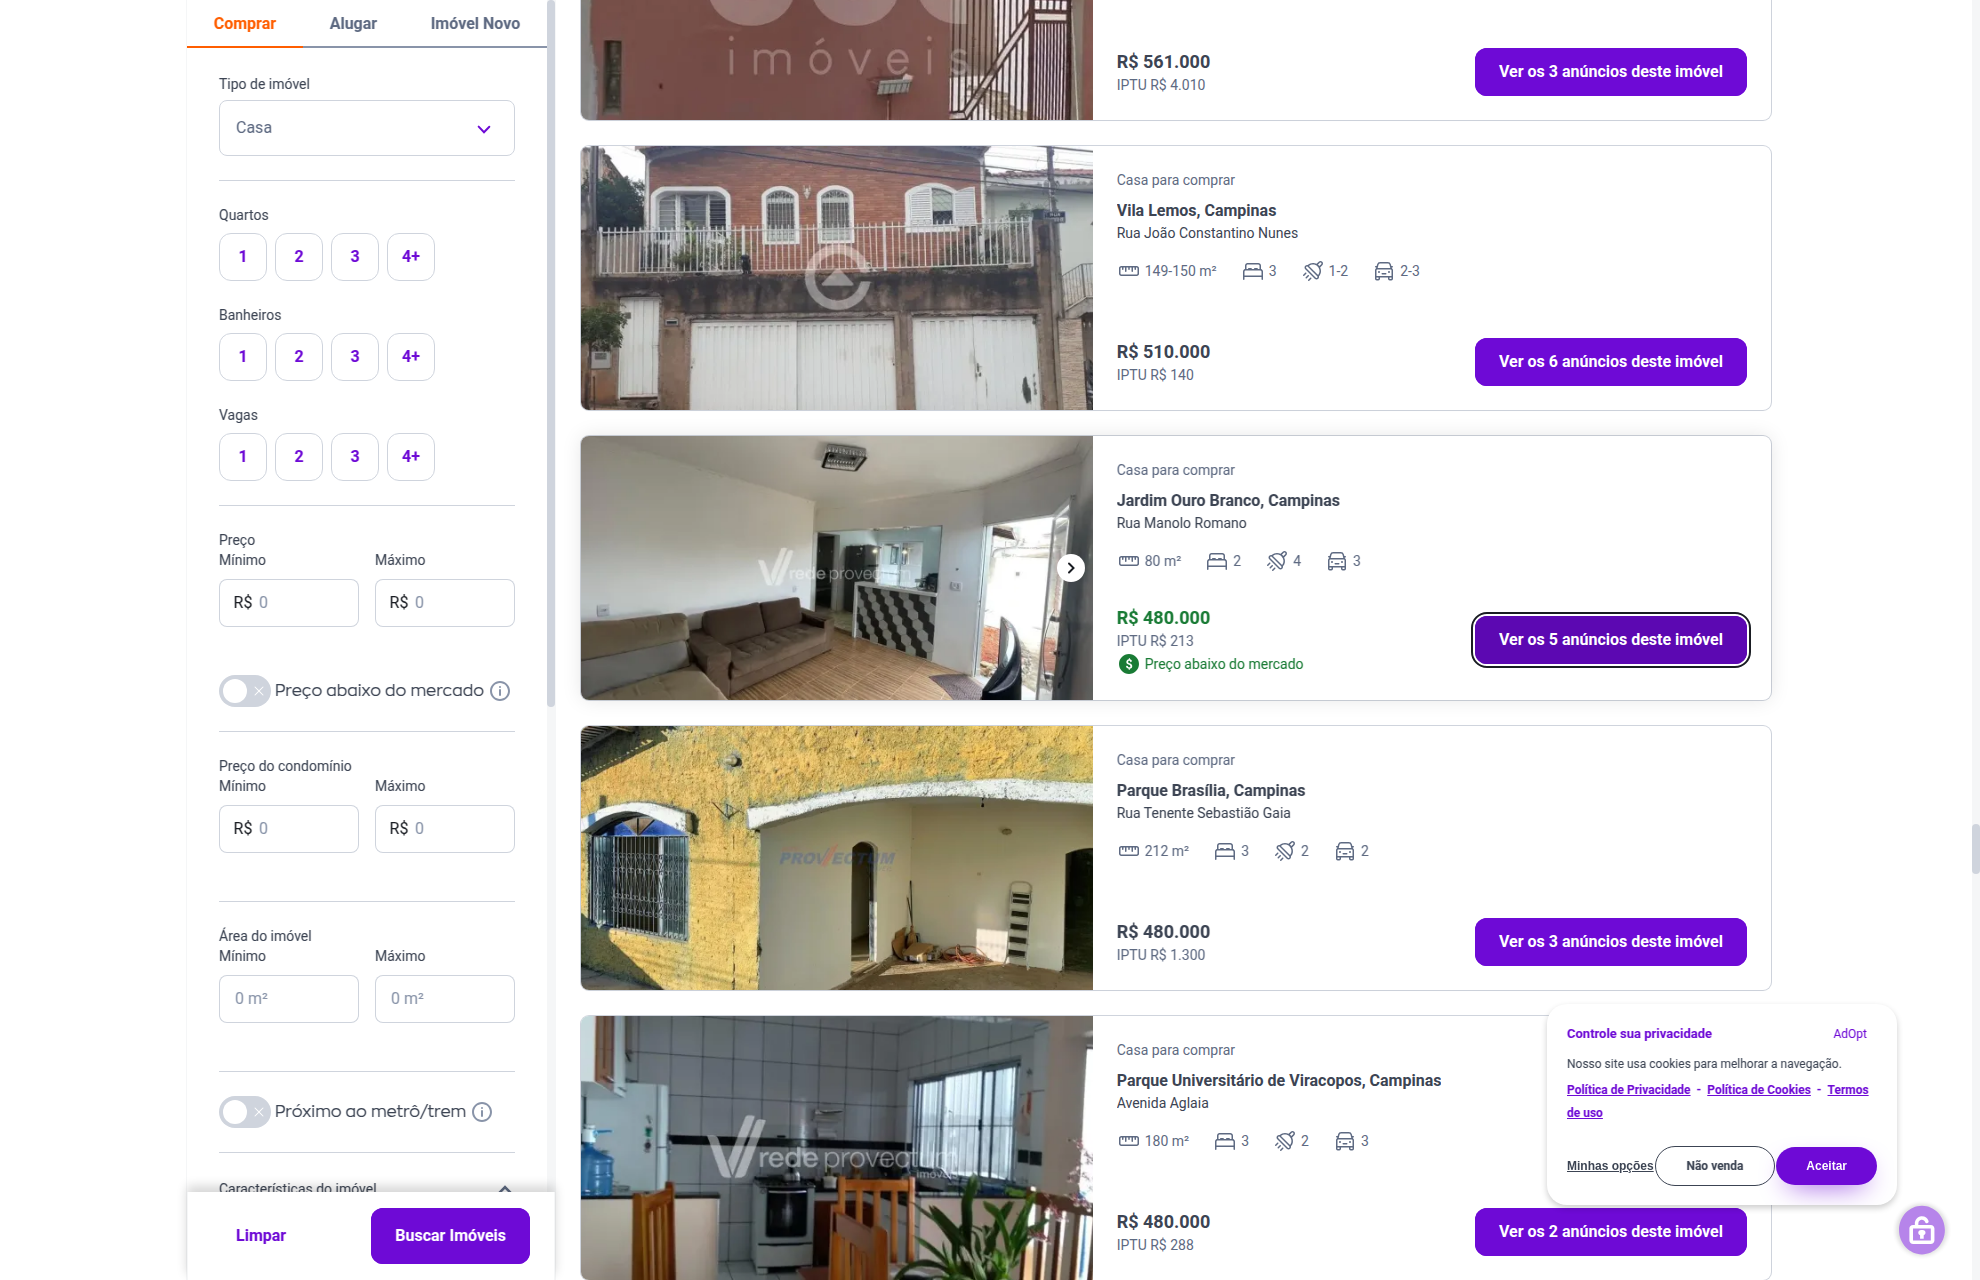 Comprar
Alugar
Imóvel Novo
Tipo de imóvel
Casa
Quartos
1
2
3
4+
Banheiros
1
2
3
4+
Vagas
1
2
3
4+
Preço
Mínimo
Máximo
R$ 0
R$ 0
Preço abaixo do mercado
Preço do condomínio
Mínimo
Máximo
R$ 0
R$ 0
Área do imóvel
Mínimo
Máximo
0 m²
0 m²
Próximo ao metrô/trem
Características do imóvel
Limpar
Buscar Imóveis
imóveis
R$ 561.000
IPTU R$ 4.010
Ver os 3 anúncios deste imóvel
Casa para comprar
Vila Lemos, Campinas
Rua João Constantino Nunes
149-150 m²
3
1-2
2-3
R$ 510.000
IPTU R$ 140
Ver os 6 anúncios deste imóvel
rede provectum
Casa para comprar
Jardim Ouro Branco, Campinas
Rua Manolo Romano
80 m²
2
4
3
R$ 480.000
IPTU R$ 213
$ Preço abaixo do mercado
Ver os 5 anúncios deste imóvel
PROVECTUM
Casa para comprar
Parque Brasília, Campinas
Rua Tenente Sebastião Gaia
212 m²
3
2
2
R$ 480.000
IPTU R$ 1.300
Ver os 3 anúncios deste imóvel
rede provectum
imóveis
Casa para comprar
Parque Universitário de Viracopos, Campinas
Avenida Aglaia
180 m²
3
2
3
R$ 480.000
IPTU R$ 288
Ver os 2 anúncios deste imóvel
Controle sua privacidade
AdOpt
Nosso site usa cookies para melhorar a navegação.
Política de Privacidade - Política de Cookies - Termos
de uso
Minhas opções
Não venda
Aceitar